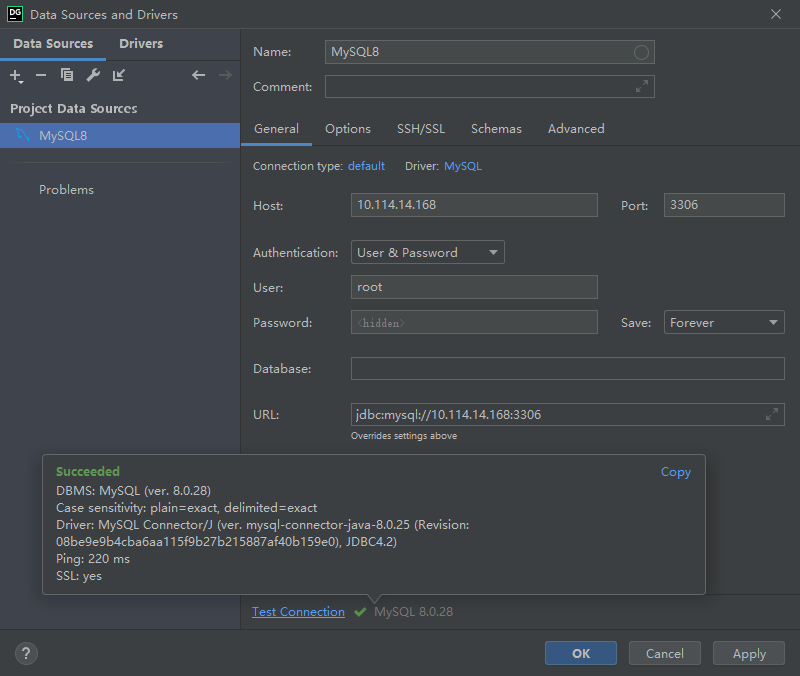 DG Data Sources and Drivers
Data Sources Drivers
Project Data Sources
MySQL8
Problems
Name: MySQL8
Comment:
General Options SSH/SSL Schemas Advanced
Connection type: default Driver: MySQL
Host: 10.114.14.168 Port: 3306
Authentication: User & Password
User: root
Password: <hidden> Save: Forever
Database:
URL: jdbc:mysql://10.114.14.168:3306
Overrides settings above
Succeeded Copy
DBMS: MySQL (ver. 8.0.28)
Case sensitivity: plain=exact, delimited=exact
Driver: MySQL Connector/J (ver. mysql-connector-java-8.0.25 (Revision:
08be9e9b4cba6aa115f9b27b215887af40b159e0), JDBC4.2)
Ping: 220 ms
SSL: yes
Test Connection MySQL 8.0.28
? OK Cancel Apply